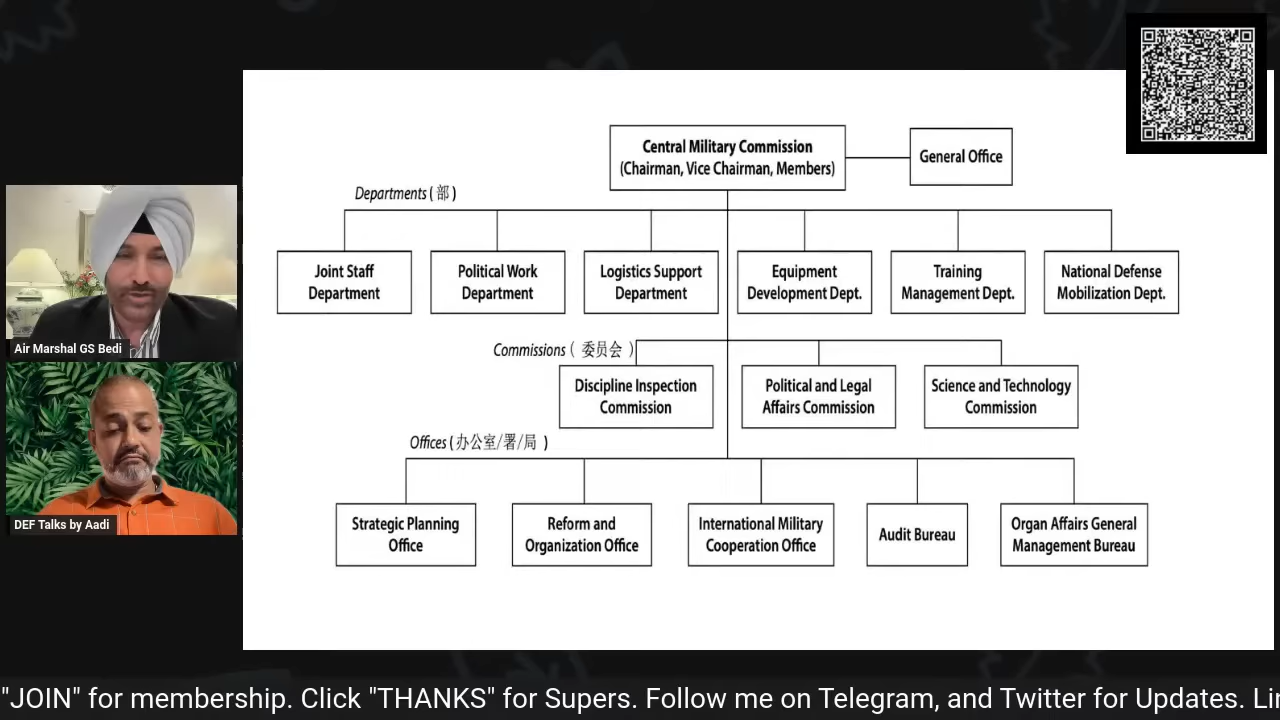 Central Military Commission
(Chairman, Vice Chairman, Members)
General Office
Departments ( 部 )
Joint Staff
Department
Political Work
Department
Logistics Support
Department
Equipment
Development Dept.
Training
Management Dept.
National Defense
Mobilization Dept.
Commissions ( 委员会 )
Discipline Inspection
Commission
Political and Legal
Affairs Commission
Science and Technology
Commission
Offices (办公室/署/局 )
Strategic Planning
Office
Reform and
Organization Office
International Military
Cooperation Office
Audit Bureau
Organ Affairs General
Management Bureau
Air Marshal GS Bedi
DEF Talks by Aadi
"JOIN" for membership. Click "THANKS" for Supers. Follow me on Telegram, and Twitter for Updates. Lin